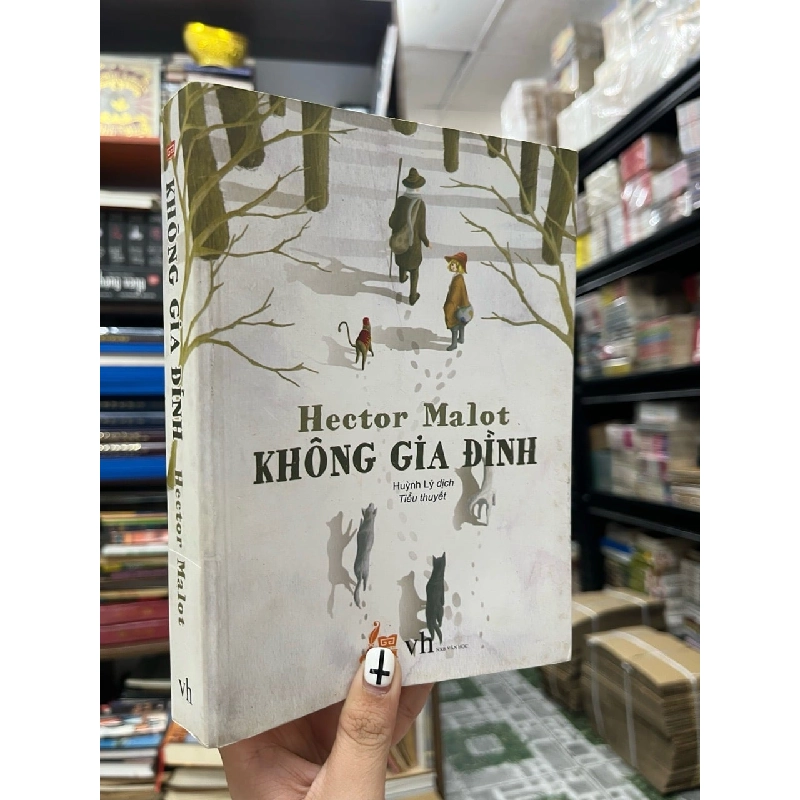 Hector Malot
KHÔNG GIA ĐÌNH
Huỳnh Lý dịch
Tiểu thuyết
vh
KHÔNG GIA ĐÌNH Hector Malot
vh